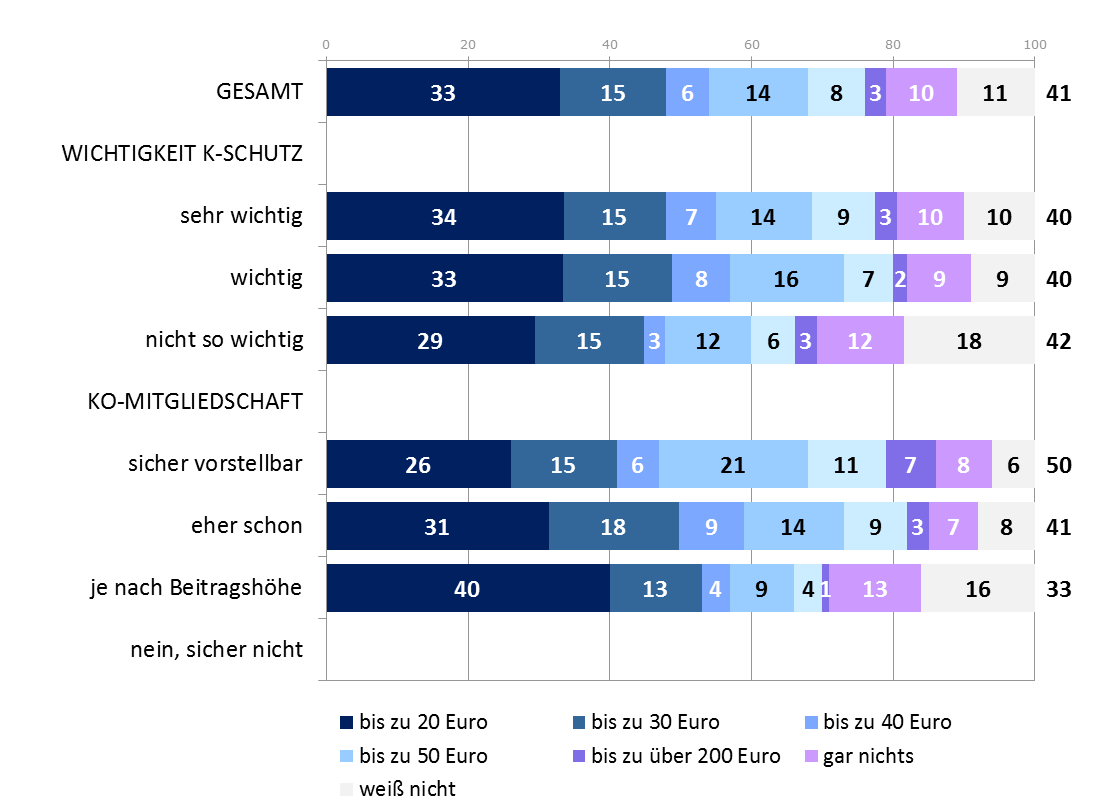 0 20 40 60 80 100
GESAMT 33 15 6 14 8 3 10 11 41
WICHTIGKEIT K-SCHUTZ
sehr wichtig 34 15 7 14 9 3 10 10 40
wichtig 33 15 8 16 7 2 9 9 40
nicht so wichtig 29 15 3 12 6 3 12 18 42
KO-MITGLIEDSCHAFT
sicher vorstellbar 26 15 6 21 11 7 8 6 50
eher schon 31 18 9 14 9 3 7 8 41
je nach Beitragshöhe 40 13 4 9 4 1 13 16 33
nein, sicher nicht
bis zu 20 Euro bis zu 30 Euro bis zu 40 Euro
bis zu 50 Euro bis zu über 200 Euro gar nichts
weiß nicht